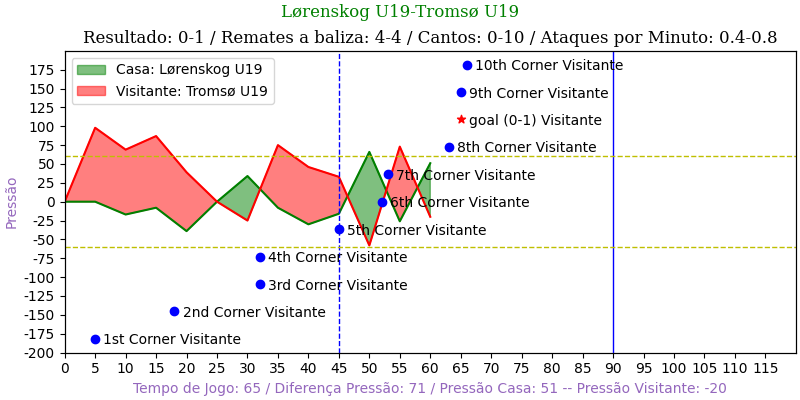 Lørenskog U19-Tromsø U19
Resultado: 0-1 / Remates a baliza: 4-4 / Cantos: 0-10 / Ataques por Minuto: 0.4-0.8
Casa: Lørenskog U19
Visitante: Tromsø U19
10th Corner Visitante
9th Corner Visitante
goal (0-1) Visitante
8th Corner Visitante
7th Corner Visitante
6th Corner Visitante
5th Corner Visitante
4th Corner Visitante
3rd Corner Visitante
2nd Corner Visitante
1st Corner Visitante
Pressão
175
150
125
100
75
50
25
0
-25
-50
-75
-100
-125
-150
-175
-200
0 5 10 15 20 25 30 35 40 45 50 55 60 65 70 75 80 85 90 95 100 105 110 115
Tempo de Jogo: 65 / Diferença Pressão: 71 / Pressão Casa: 51 -- Pressão Visitante: -20